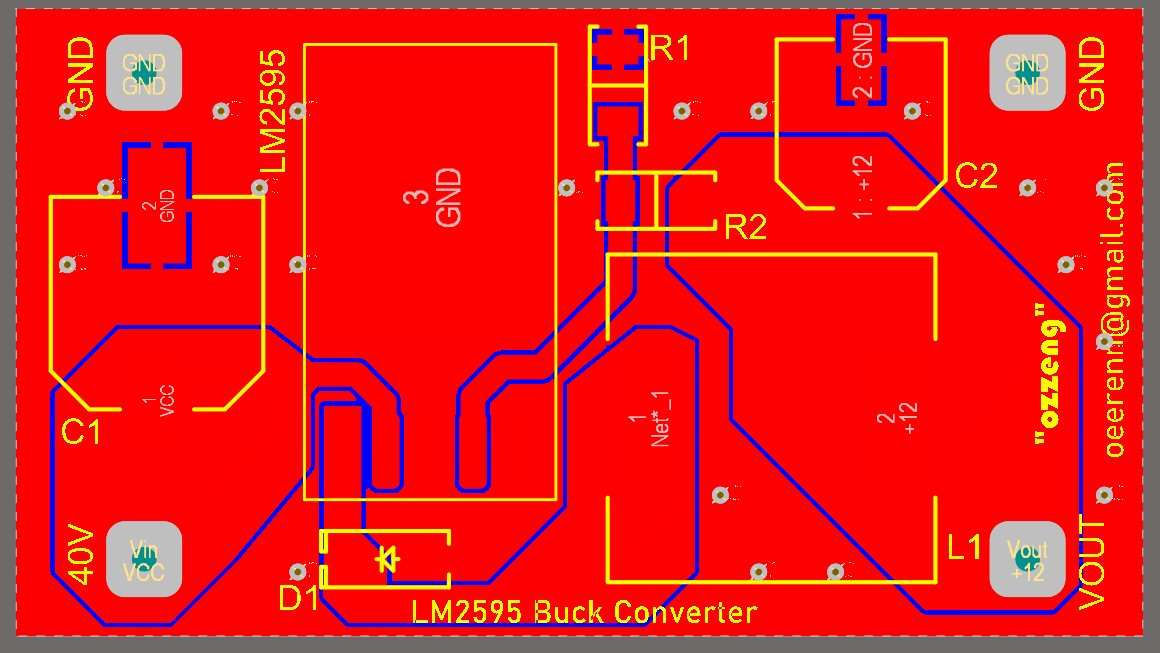 GND
GND
GND
LM2595
R1
2 : GND
GND
GND
GND
2
GND
3
GND
R2
1 : +12
C2
oeerenn@gmail.com
"ozzeng"
1
VCC
C1
1
Net*_1
2
+12
40V
Vin
VCC
D1
LM2595 Buck Converter
L1
Vout
+12
VOUT